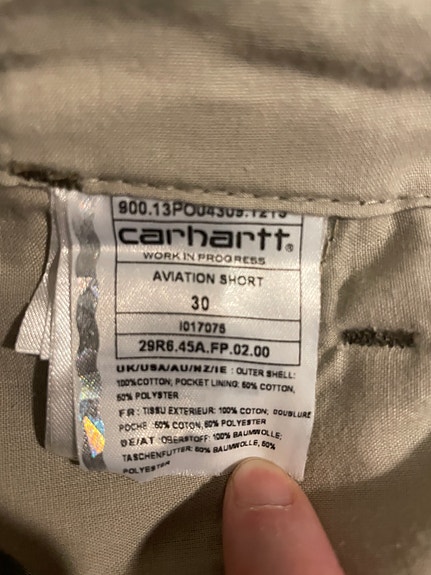 900.13PO04309.1213
carhartt®
WORK IN PROGRESS
AVIATION SHORT
30
I017075
29R6.45A.FP.02.00
UK/USA/AU/NZ/IE : OUTER SHELL:
100%COTTON; POCKET LINING: 50% COTTON,
50% POLYSTER
FR: TISSU EXTERIEUR: 100% COTON; DOUBLURE
POCHE :50% COTON,50% POLYESTER
DE/AT :OBERSTOFF: 100% BAUMWOLLE;
TASCHENFUTTER: 50% BAUMWOLLE, 50%
POLYESTER